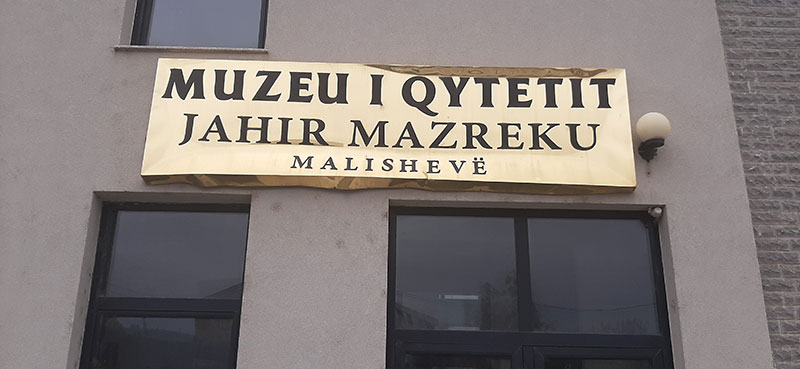 MUZEU I QYTETIT
JAHIR MAZREKU
MALISHEVË